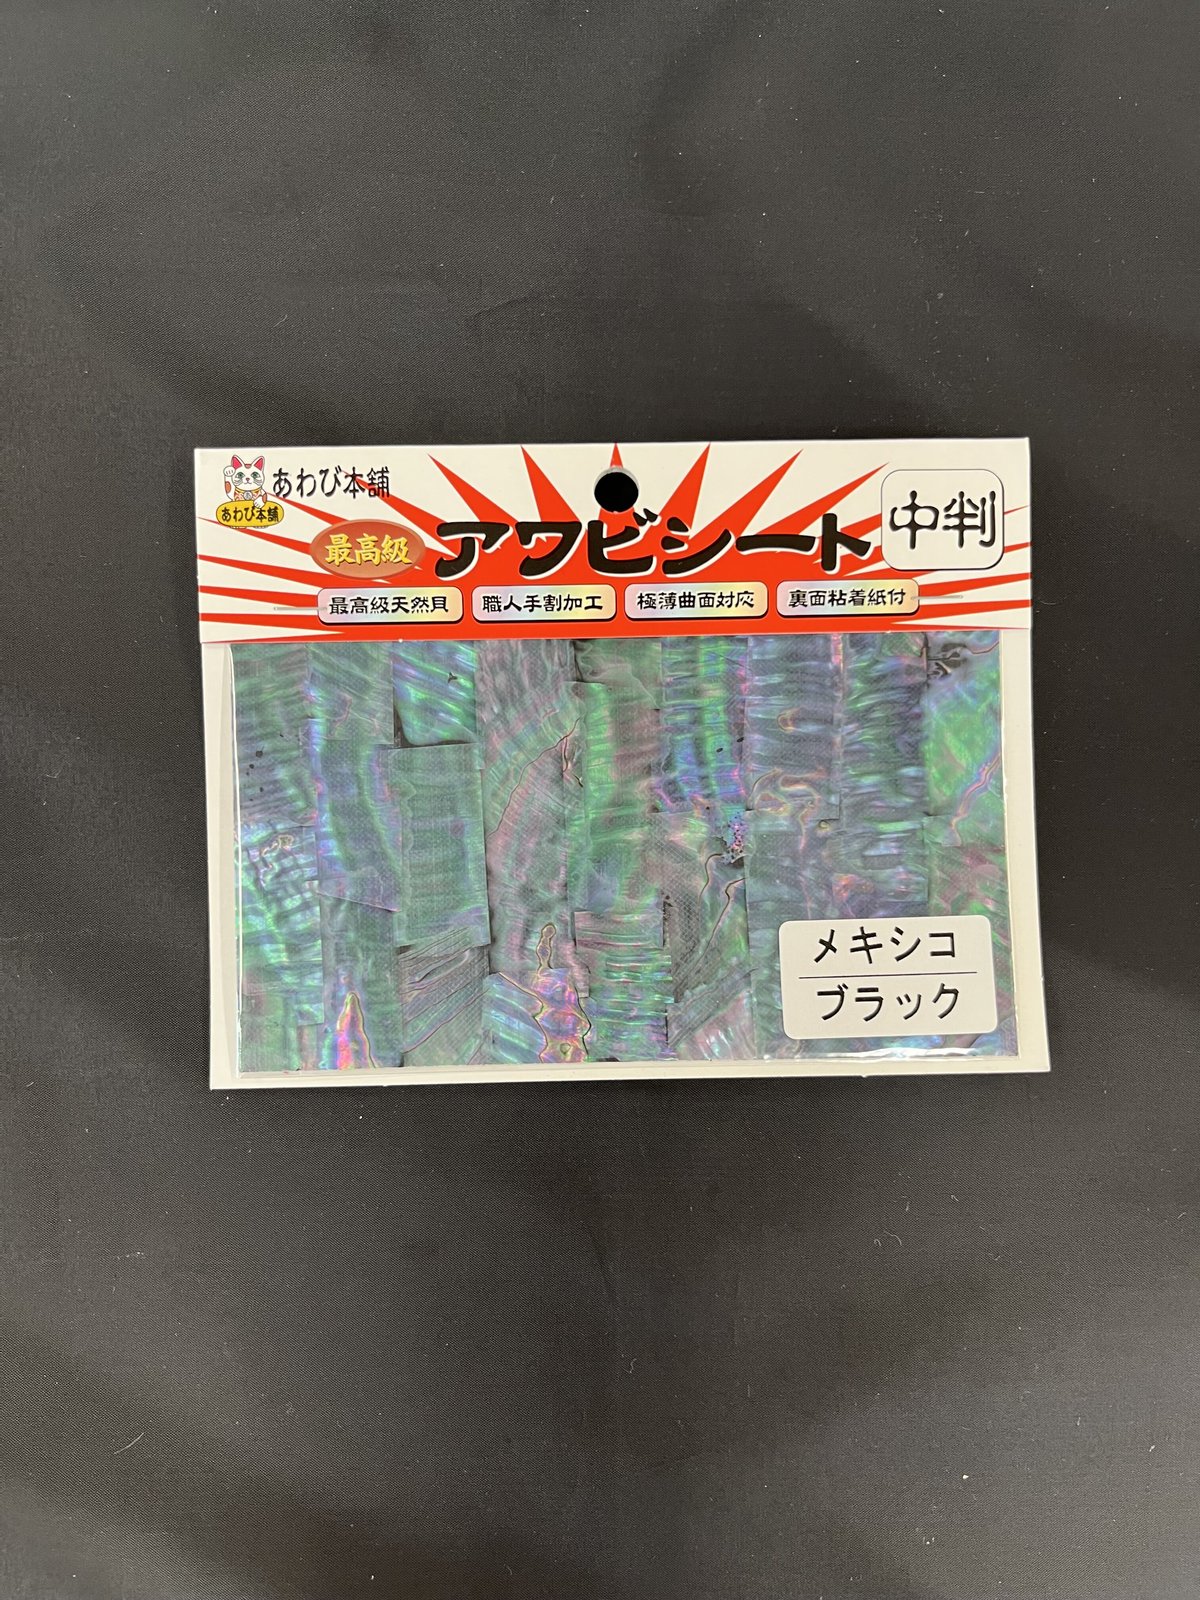 あわび本舗
あわび本舗
最高級
アワビシート
中判
最高級天然貝
職人手割加工
極薄曲面対応
裏面粘着紙付
メキシコ
ブラック